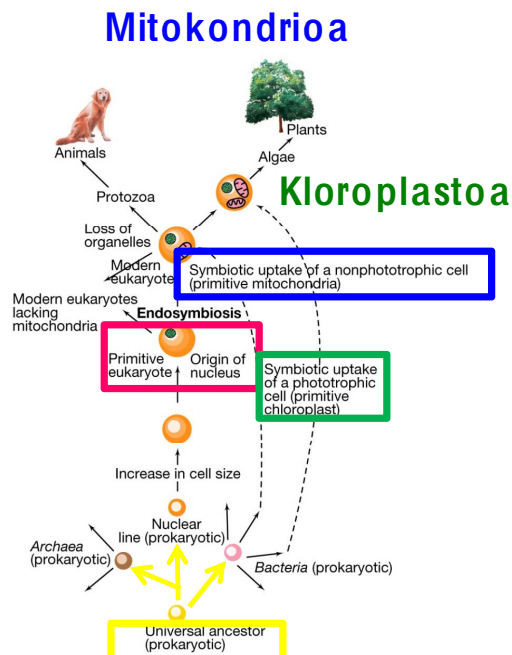 Mitokondrioa
Plants
Animals
Algae
Kloroplastoa
Protozoa
Loss of
organelles
Modern
eukaryote
Symbiotic uptake of a nonphototrophic cell
(primitive mitochondria)
Modern eukaryotes
lacking
mitochondria
Endosymbiosis
Primitive
eukaryote
Origin of
nucleus
Symbiotic uptake
of a phototrophic
cell (primitive
chloroplast)
Increase in cell size
Nuclear
line (prokaryotic)
Archaea
(prokaryotic)
Bacteria (prokaryotic)
Universal ancestor
(prokaryotic)